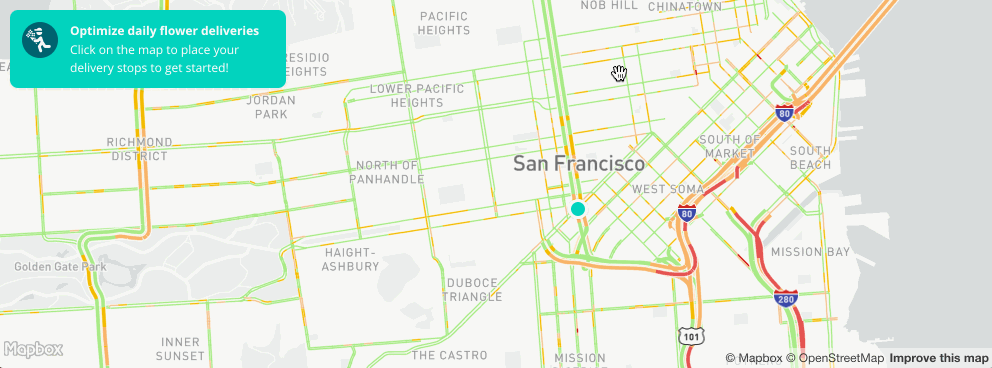 Optimize daily flower deliveries
Click on the map to place your
delivery stops to get started!
PACIFIC
HEIGHTS
NOB HILL
CHINATOWN
RESIDIO
EIGHTS
JORDAN
PARK
LOWER PACIFIC
HEIGHTS
80
RICHMOND
DISTRICT
SOUTH OF
MARKET
SOUTH
BEACH
NORTH OF
PANHANDLE
San Francisco
WEST SOMA
80
Golden Gate Park
HAIGHT-
ASHBURY
MISSION BAY
DUBOCE
TRIANGLE
280
101
INNER
SUNSET
THE CASTRO
MISSION
Mapbox
© Mapbox © OpenStreetMap Improve this map